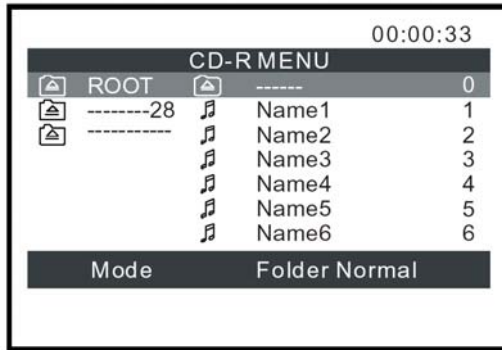 00:00:33
CD-R MENU
ROOT ------ 0
--------28 Name1 1
----------- Name2 2
Name3 3
Name4 4
Name5 5
Name6 6
Mode Folder Normal